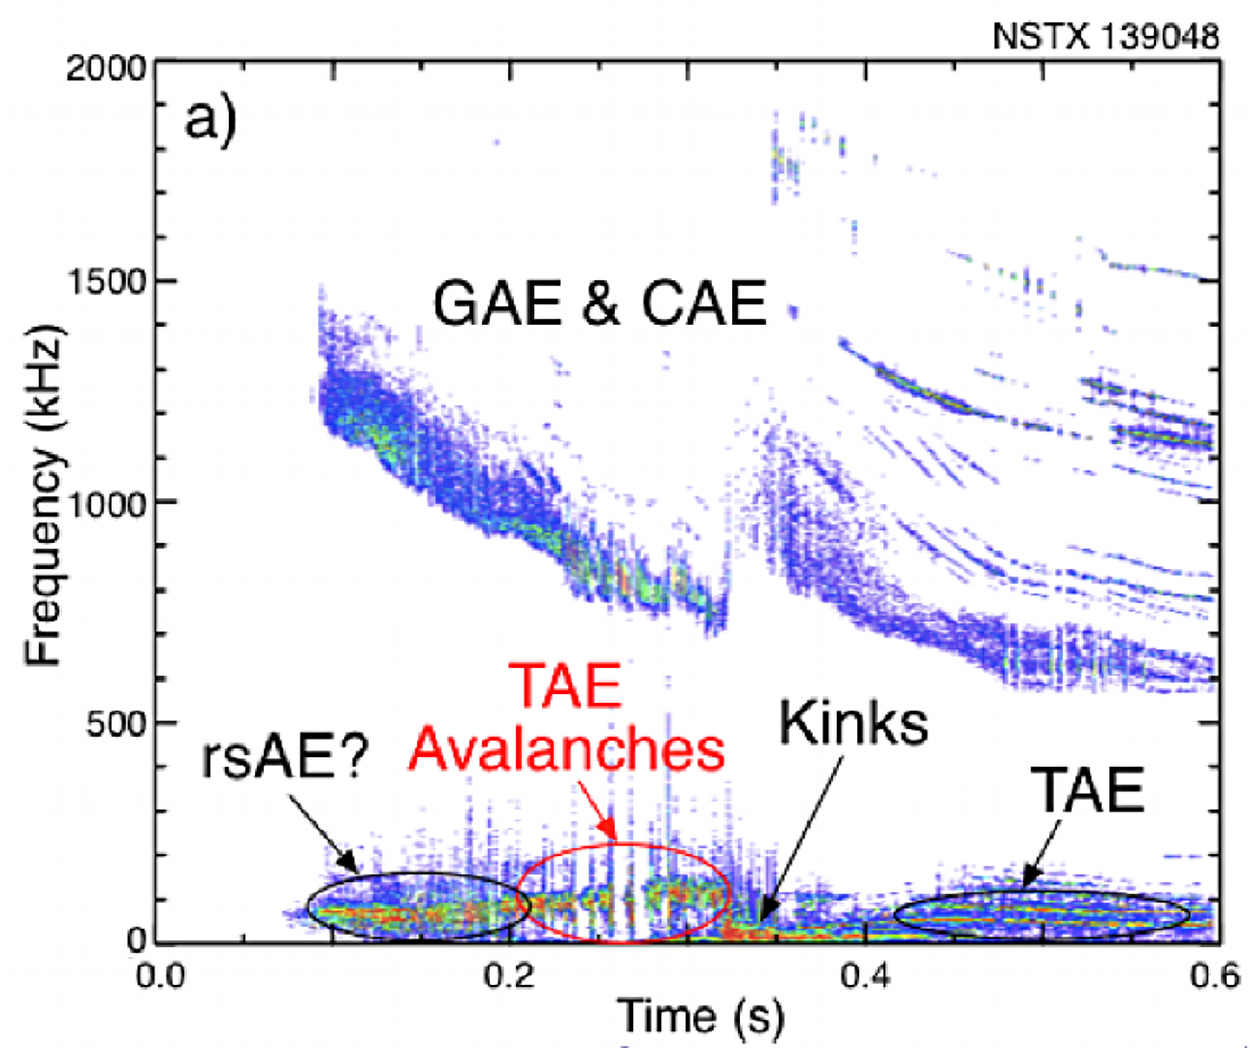 NSTX 139048
2000
a)
1500
GAE & CAE
1000
Frequency (kHz)
TAE
Avalanches
500
Kinks
rsAE?
TAE
0
0.0 0.2 0.4 0.6
Time (s)